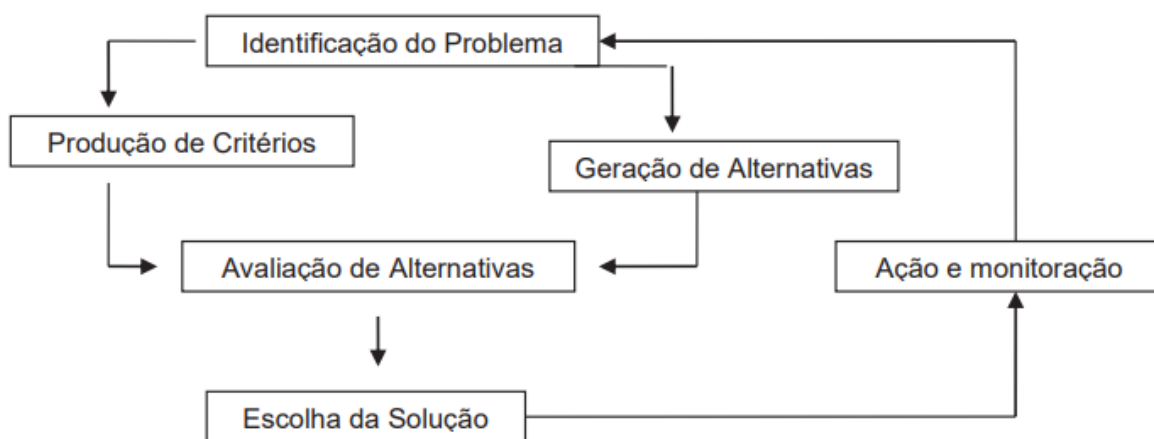 Identificação do Problema
Produção de Critérios
Geração de Alternativas
Avaliação de Alternativas
Ação e monitoração
Escolha da Solução